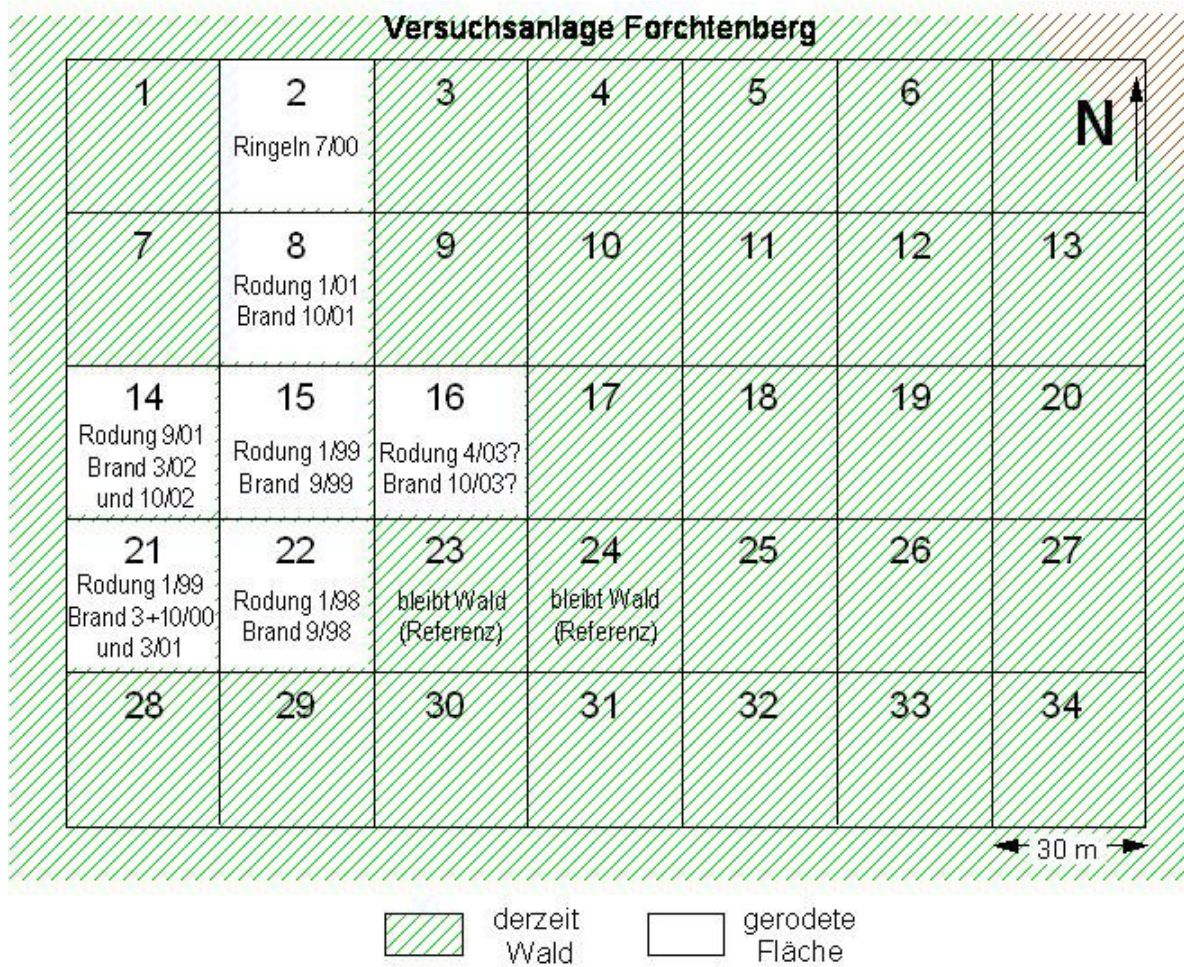 Versuchsanlage Forchtenberg
1
2
Ringeln 7/00
3
4
5
6
N
7
8
Rodung 1/01
Brand 10/01
9
10
11
12
13
14
Rodung 9/01
Brand 3/02
und 10/02
15
Rodung 1/99
Brand 9/99
16
Rodung 4/03?
Brand 10/03?
17
18
19
20
21
Rodung 1/99
Brand 3+10/00
und 3/01
22
Rodung 1/98
Brand 9/98
23
bleibt Wald
(Referenz)
24
bleibt Wald
(Referenz)
25
26
27
28
29
30
31
32
33
34
30 m
derzeit
Wald
gerodete
Fläche